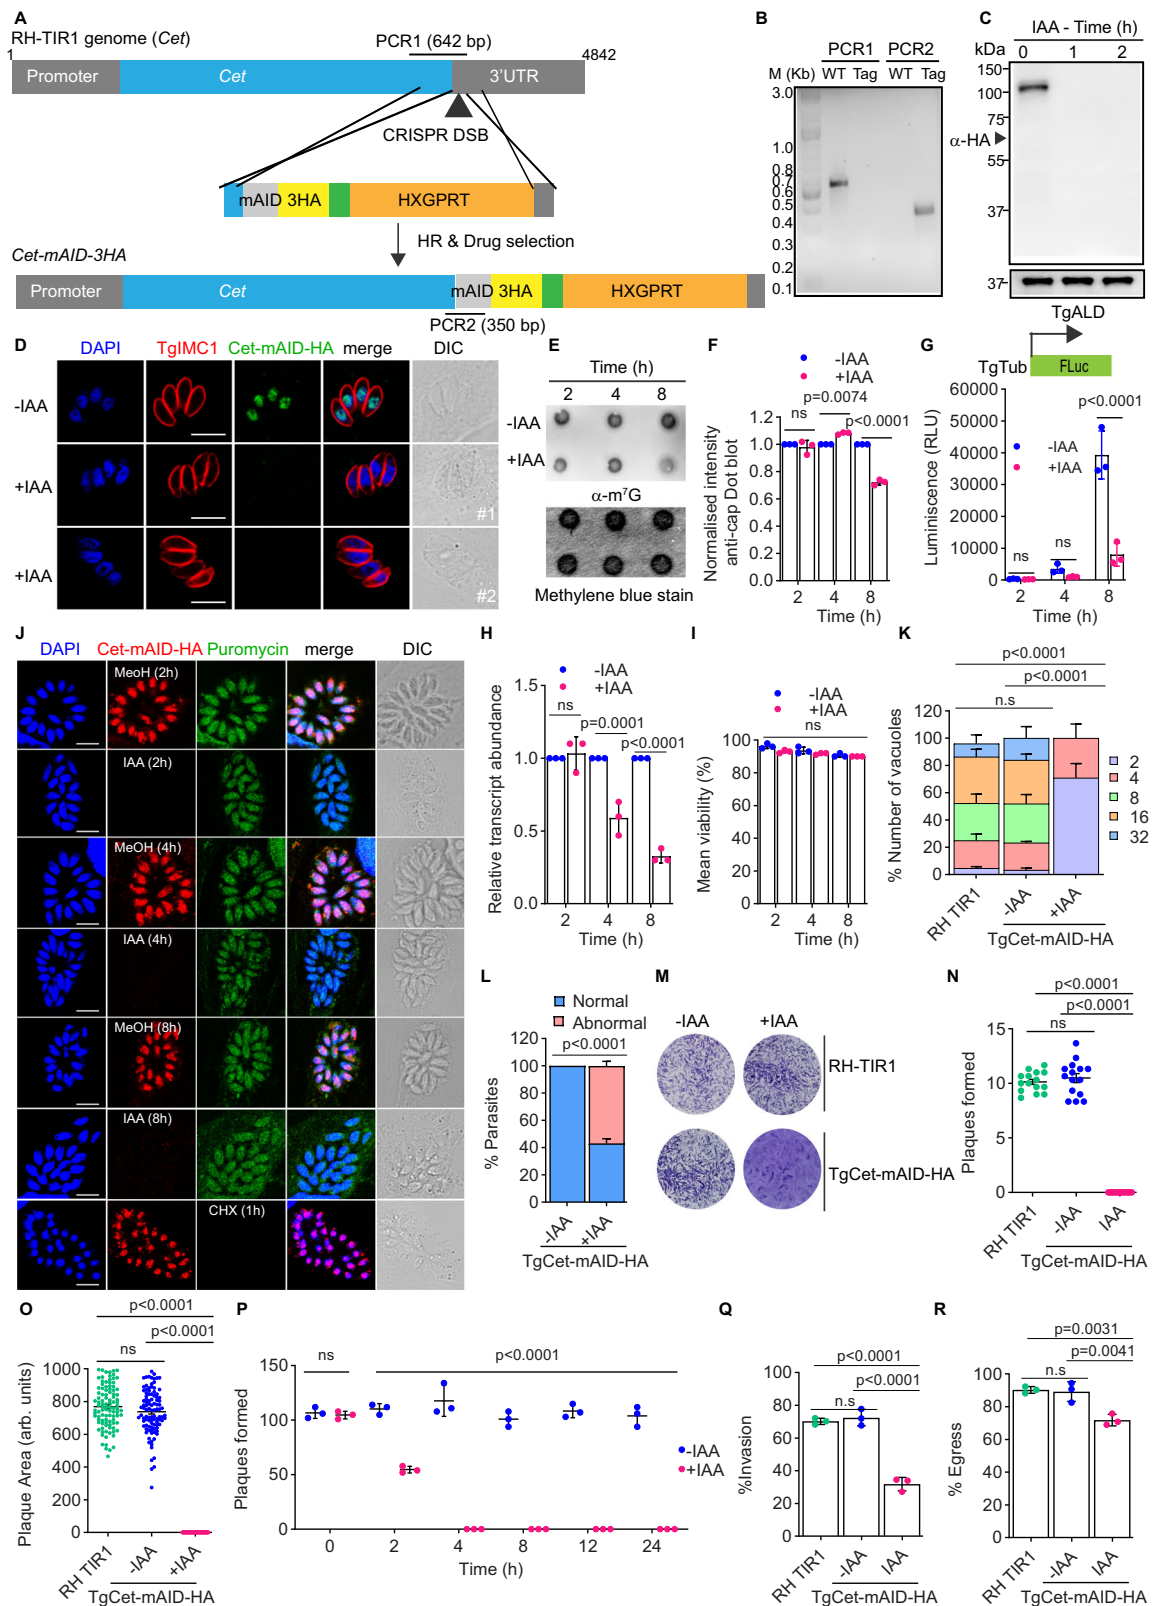 A
RH-TIR1 genome (Cet)
1
PCR1 (642 bp)
4842
Promoter Cet 3'UTR
CRISPR DSB
mAID 3HA HXGPRT
HR & Drug selection
Cet-mAID-3HA
Promoter Cet mAID 3HA HXGPRT
PCR2 (350 bp)
B
PCR1 PCR2
M (Kb) WT Tag WT Tag
3.0
1.0
0.8
0.7
0.6
0.5
0.4
0.3
0.2
0.1
C
IAA - Time (h)
kDa 0 1 2
150
100
75
α-HA
55
37
37
TgALD
D
DAPI TgIMC1 Cet-mAID-HA merge DIC
-IAA
+IAA
#1
+IAA
#2
E
Time (h)
2 4 8
-IAA
+IAA
α-m⁷G
Methylene blue stain
F
-IAA
+IAA
p=0.0074
ns
p<0.0001
Normalised intensity
anti-cap Dot blot
1.2
1.0
0.8
0.6
0.4
0.2
0.0
2 4 8
Time (h)
G
TgTub FLuc
Luminiscence (RLU)
60000
50000
40000
30000
20000
10000
0
p<0.0001
-IAA
+IAA
ns ns
2 4 8
Time (h)
J
DAPI Cet-mAID-HA Puromycin merge DIC
MeoH (2h)
IAA (2h)
MeOH (4h)
IAA (4h)
MeOH (8h)
IAA (8h)
CHX (1h)
H
-IAA
+IAA
ns
p=0.0001
p<0.0001
Relative transcript abundance
1.5
1.0
0.5
0.0
2 4 8
Time (h)
I
-IAA
+IAA
ns
Mean viability (%)
100
80
60
40
20
0
2 4 8
Time (h)
K
p<0.0001
p<0.0001
n.s
% Number of vacuoles
120
100
80
60
40
20
0
2
4
8
16
32
RH TIR1 -IAA +IAA
TgCet-mAID-HA
L
Normal
Abnormal
p<0.0001
% Parasites
120
100
80
60
40
20
0
-IAA +IAA
TgCet-mAID-HA
M
-IAA +IAA
RH-TIR1
TgCet-mAID-HA
N
p<0.0001
p<0.0001
ns
Plaques formed
15
10
5
0
RH TIR1 -IAA IAA
TgCet-mAID-HA
O
p<0.0001
p<0.0001
ns
Plaque Area (arb. units)
1000
800
600
400
200
0
RH TIR1 -IAA +IAA
TgCet-mAID-HA
P
ns p<0.0001
Plaques formed
150
100
50
0
-IAA
+IAA
0 2 4 8 12 24
Time (h)
Q
p<0.0001
p<0.0001
n.s
%Invasion
100
80
60
40
20
0
RH TIR1 -IAA IAA
TgCet-mAID-HA
R
p=0.0031
p=0.0041
n.s
% Egress
100
80
60
40
20
0
RH TIR1 -IAA IAA
TgCet-mAID-HA